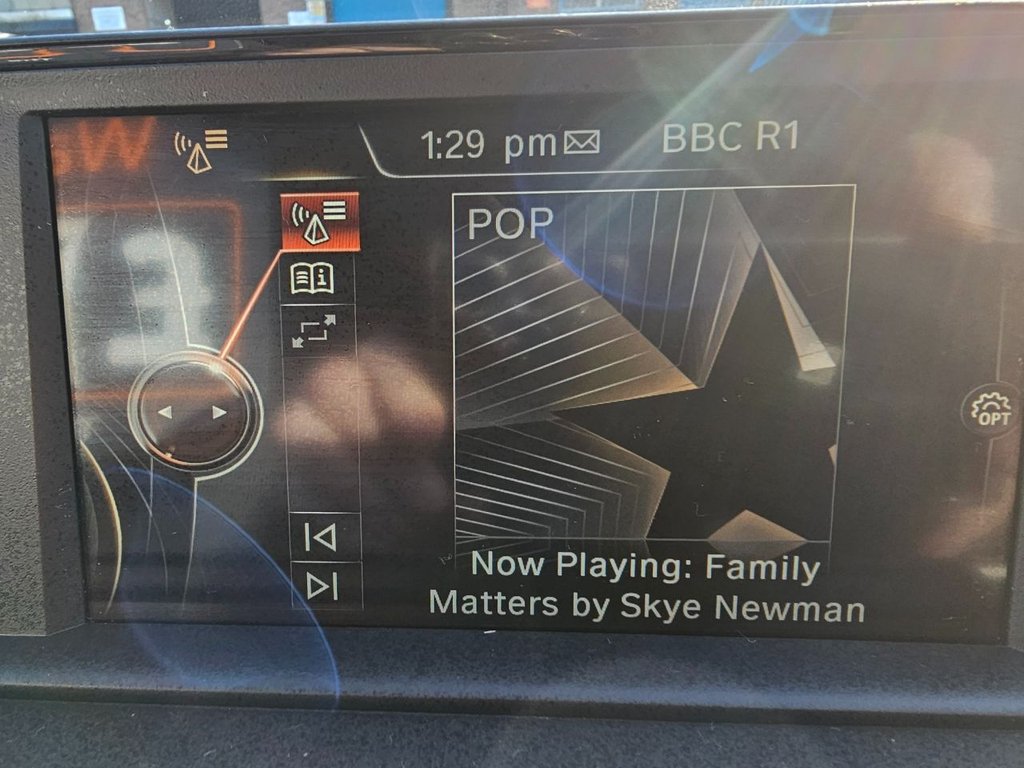 1:29 pm BBC R1
POP
OPT
Now Playing: Family
Matters by Skye Newman